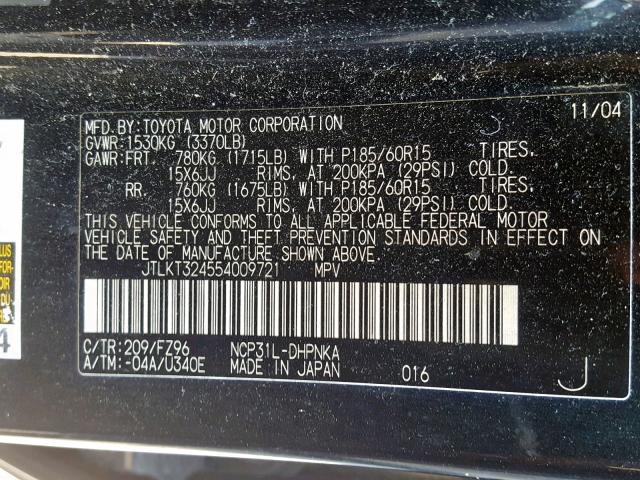 11/04
MFD.BY:TOYOTA MOTOR CORPORATION
GVWR:1530KG (3370LB)
GAWR:FRT. 780KG (1715LB) WITH P185/60R15 TIRES,
15X6JJ RIMS, AT 200KPA (29PSI) COLD.
RR. 760KG (1675LB) WITH P185/60R15 TIRES,
15X6JJ RIMS, AT 200KPA (29PSI) COLD.
THIS VEHICLE CONFORMS TO ALL APPLICABLE FEDERAL MOTOR
VEHICLE SAFETY AND THEFT PREVENTION STANDARDS IN EFFECT ON
THE DATE OF MANUFACTURE SHOWN ABOVE.
JTLKT324554009721 MPV
C/TR:209/FZ96 NCP31L-DHPNKA
A/TM:-04A/U340E MADE IN JAPAN 016 J
PLUS
DU
4